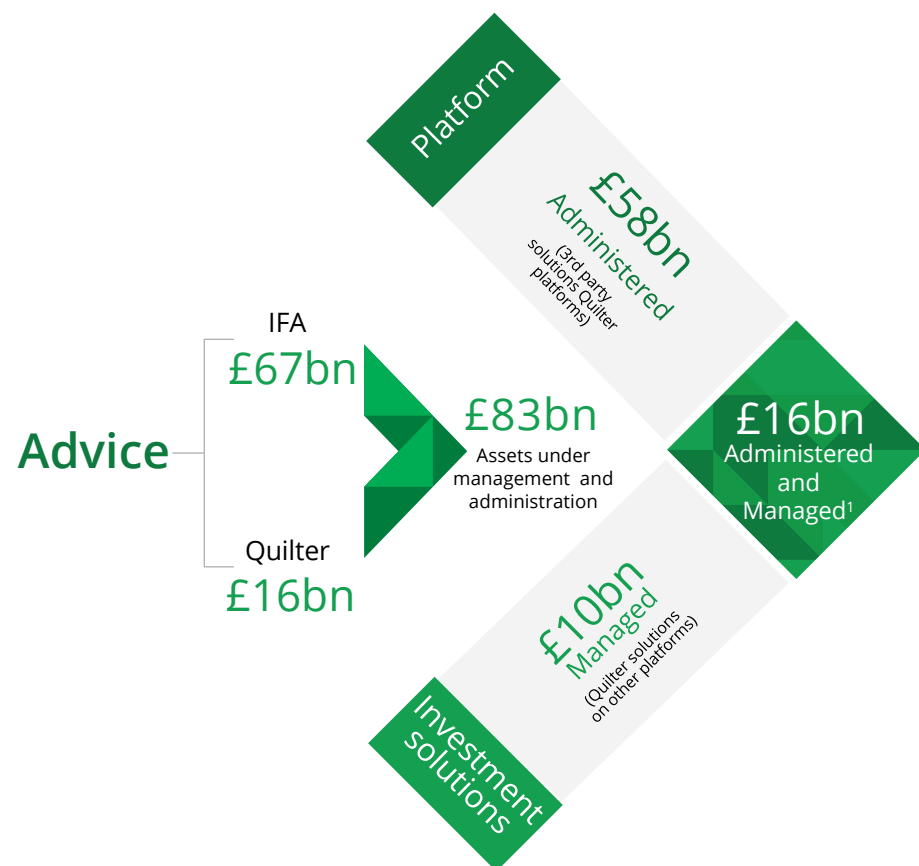 Platform
£58bn
Administered
(3rd party
solutions Quilter
platforms)
IFA
£67bn
Advice
Quilter
£16bn
£83bn
Assets under
management and
administration
£16bn
Administered
and
Managed¹
£10bn
Managed
(Quilter solutions
on other platforms)
Investment
solutions